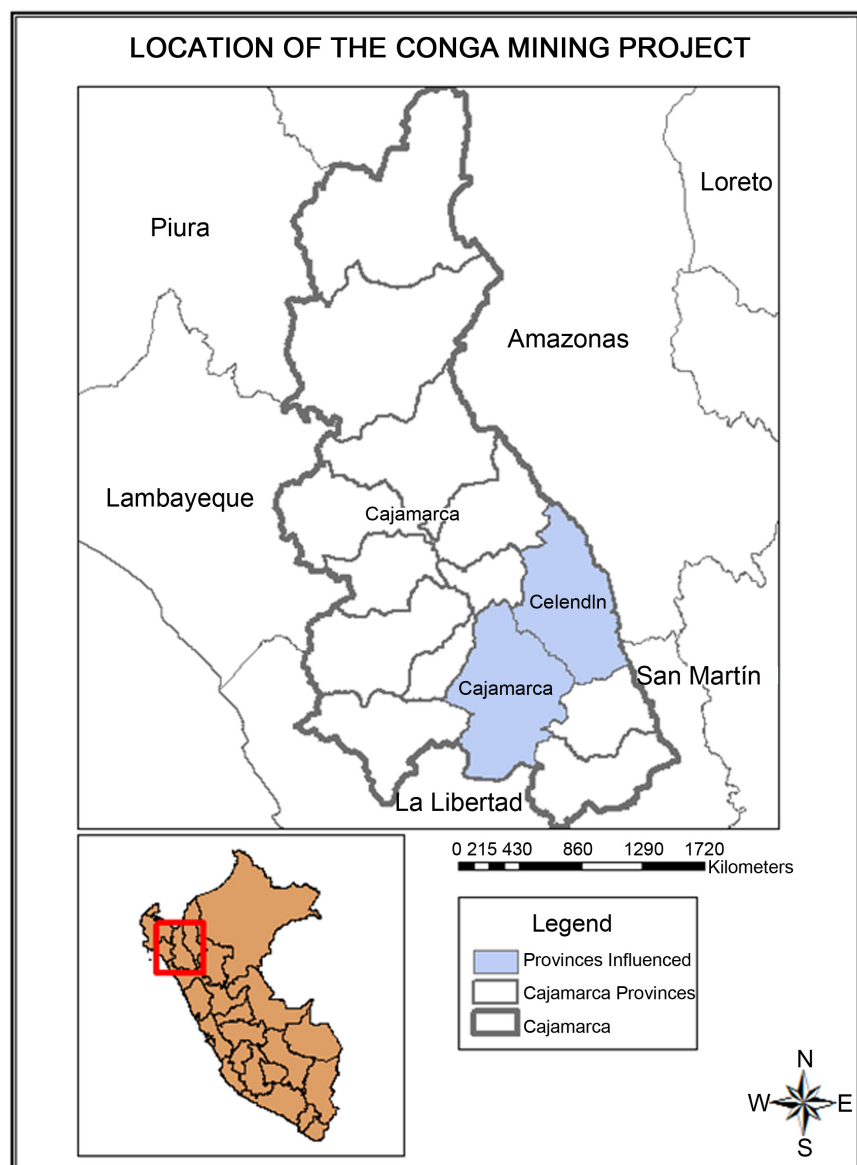 LOCATION OF THE CONGA MINING PROJECT
Loreto
Piura
Amazonas
Lambayeque
Cajamarca
Celendln
San Martín
Cajamarca
La Libertad
0 215 430 860 1290 1720
Kilometers
Legend
Provinces Influenced
Cajamarca Provinces
Cajamarca
N
W E
S